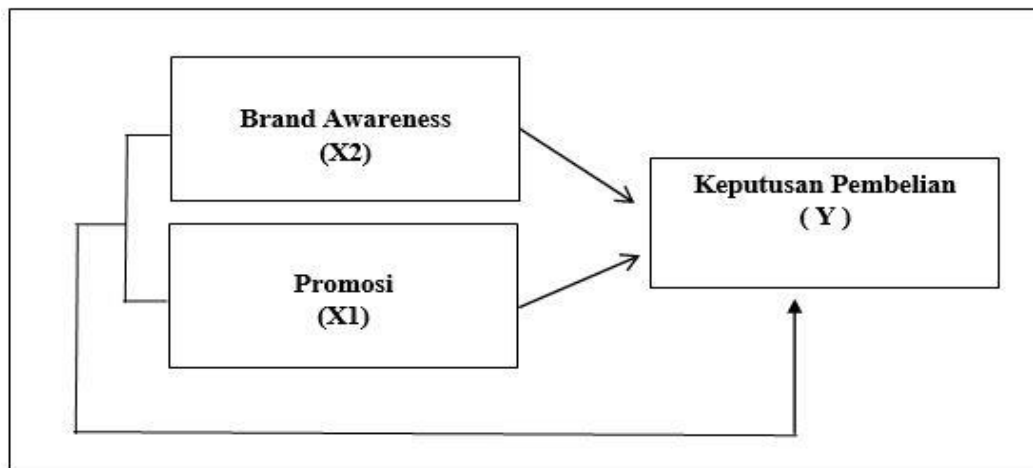 Brand Awareness
(X2)
Promosi
(X1)
Keputusan Pembelian
( Y )